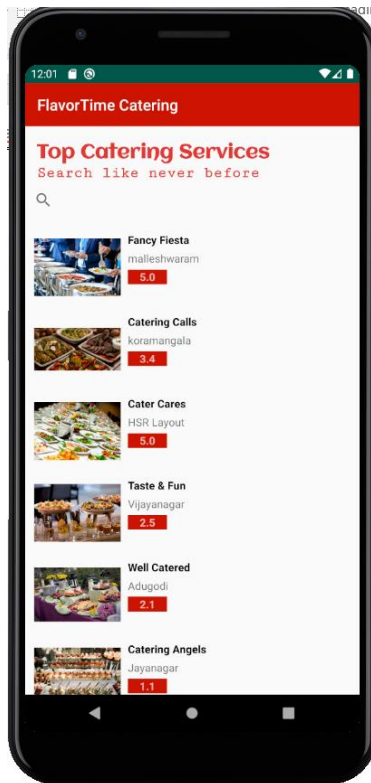 12:01
FlavorTime Catering
Top Catering Services
Search like never before
Fancy Fiesta
malleshwaram
5.0
Catering Calls
koramangala
3.4
Cater Cares
HSR Layout
5.0
Taste & Fun
Vijayanagar
2.5
Well Catered
Adugodi
2.1
Catering Angels
Jayanagar
1.1